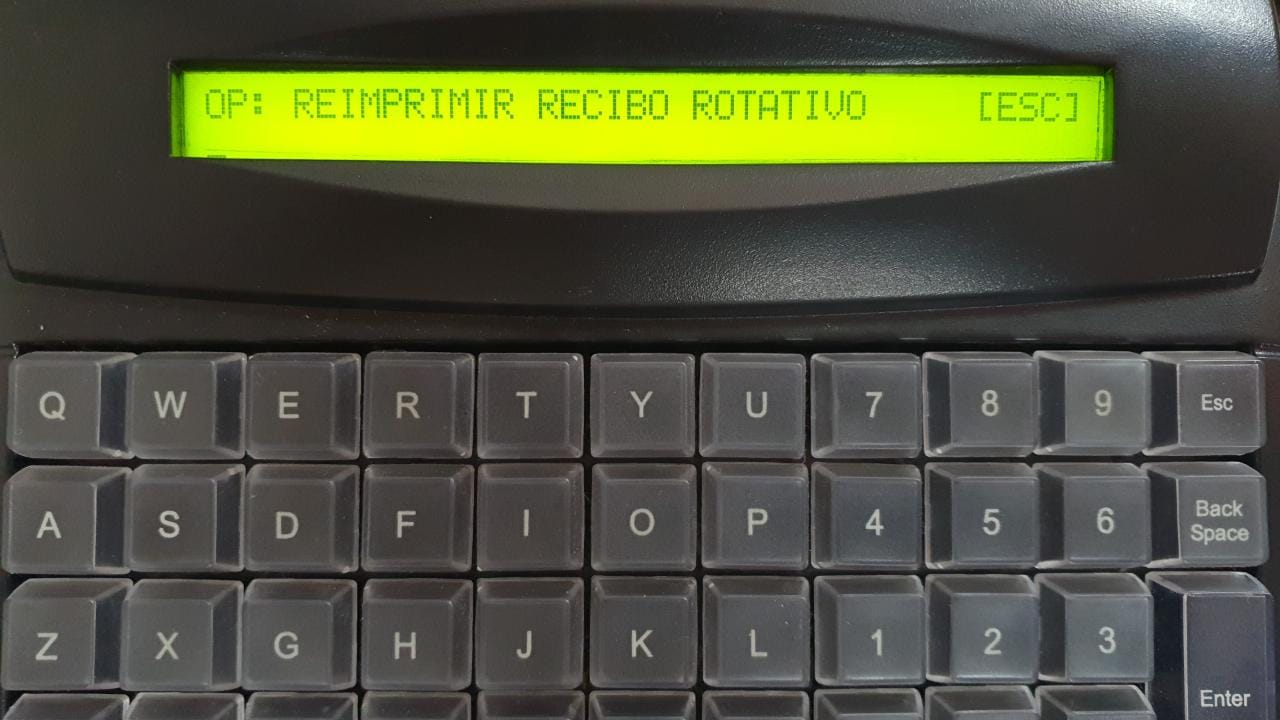 OP: REIMPRIMIR RECIBO ROTATIVO [ESC]
Q W E R T Y U 7 8 9 Esc
A S D F I O P 4 5 6 Back Space
Z X G H J K L 1 2 3
Enter